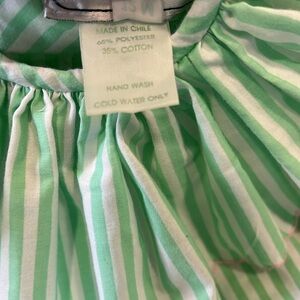 MADE IN CHILE
65% POLYESTER
35% COTTON
HAND WASH
COLD WATER ONLY